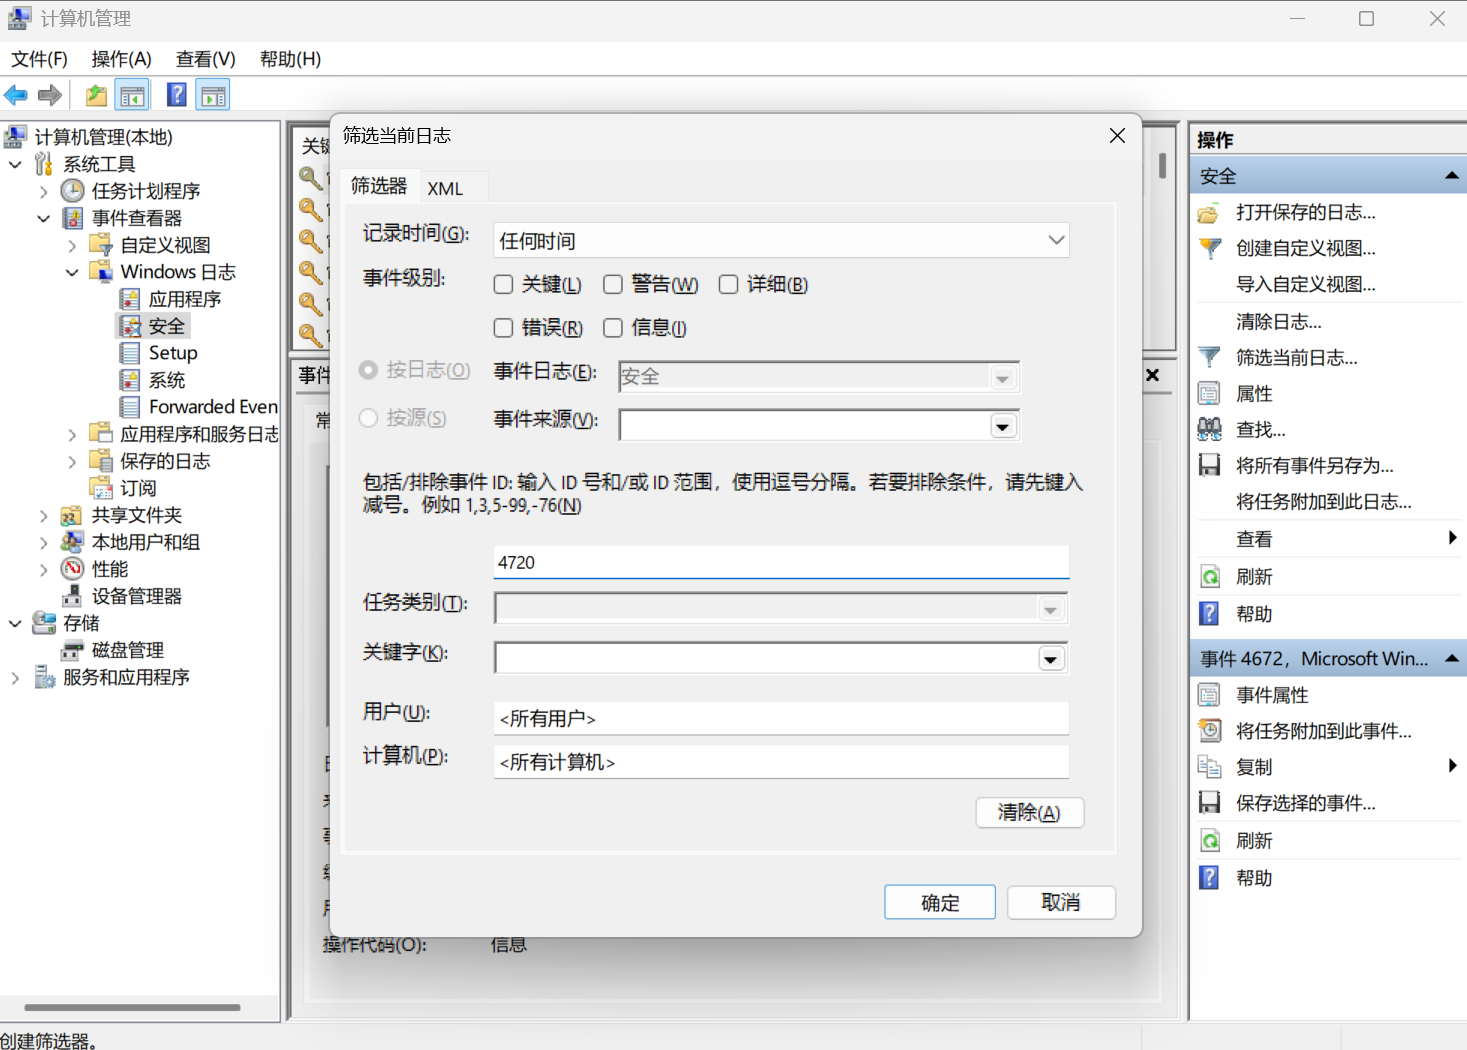 计算机管理
文件(F) 操作(A) 查看(V) 帮助(H)
计算机管理(本地)
系统工具
任务计划程序
事件查看器
自定义视图
Windows 日志
应用程序
安全
Setup
系统
Forwarded Even
应用程序和服务日志
保存的日志
订阅
共享文件夹
本地用户和组
性能
设备管理器
存储
磁盘管理
服务和应用程序
事件
常
操作代码(O): 信息
筛选当前日志
筛选器 XML
记录时间(G): 任何时间
事件级别: 关键(L) 警告(W) 详细(B)
错误(R) 信息(I)
按日志(O) 事件日志(E): 安全
按源(S) 事件来源(V):
包括/排除事件 ID: 输入 ID 号和/或 ID 范围，使用逗号分隔。若要排除条件，请先键入
减号。例如 1,3,5-99,-76(N)
4720
任务类别(T):
关键字(K):
用户(U): <所有用户>
计算机(P): <所有计算机>
清除(A)
确定 取消
操作
安全
打开保存的日志...
创建自定义视图...
导入自定义视图...
清除日志...
筛选当前日志...
属性
查找...
将所有事件另存为...
将任务附加到此日志...
查看
刷新
帮助
事件 4672，Microsoft Win...
事件属性
将任务附加到此事件...
复制
保存选择的事件...
刷新
帮助
创建筛选器。